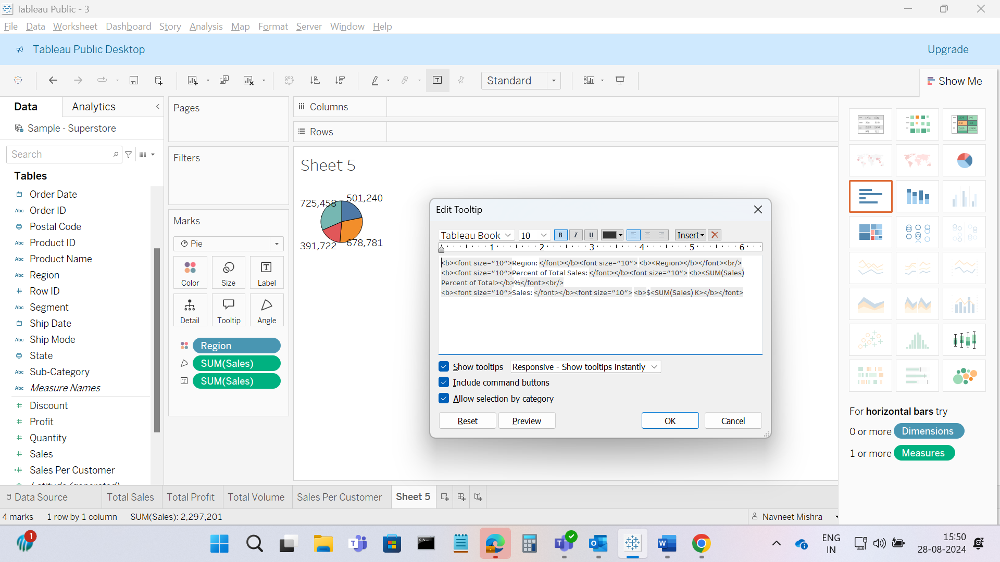 Tableau Public - 3
File Data Worksheet Dashboard Story Analysis Map Format Server Window Help
Tableau Public Desktop
Upgrade
Standard
Show Me
Data
Analytics
Pages
Columns
Sample - Superstore
Rows
Search
Filters
Tables
Sheet 5
Order Date
Order ID
Postal Code
Product ID
Product Name
Region
Row ID
Segment
Ship Date
Ship Mode
State
Sub-Category
Measure Names
Discount
Profit
Quantity
Sales
Sales Per Customer
Abc
Abc
Abc
Abc
Abc
Abc
Abc
Abc
Abc
Marks
Pie
Color
Size
Label
Detail
Tooltip
Angle
Region
SUM(Sales)
SUM(Sales)
725,458
501,240
391,722
678,781
Edit Tooltip
Tableau Book
10
B I U
Insert
1 2 3 4 5 6
<b><font size="10">Region: </font></b><font size="10"> <b><Region></b></font><br/>
<b><font size="10">Percent of Total Sales: </font></b><font size="10"> <b><SUM(Sales)
Percent of Total></b>%</font><br/>
<b><font size="10">Sales: </font></b><font size="10"> <b>$<SUM(Sales) K></b></font>
Show tooltips
Responsive - Show tooltips instantly
Include command buttons
Allow selection by category
Reset
Preview
OK
Cancel
For horizontal bars try
0 or more Dimensions
1 or more Measures
Data Source
Total Sales
Total Profit
Total Volume
Sales Per Customer
Sheet 5
4 marks
1 row by 1 column
SUM(Sales): 2,297,201
Navneet Mishra
1
ENG
IN
15:50
28-08-2024